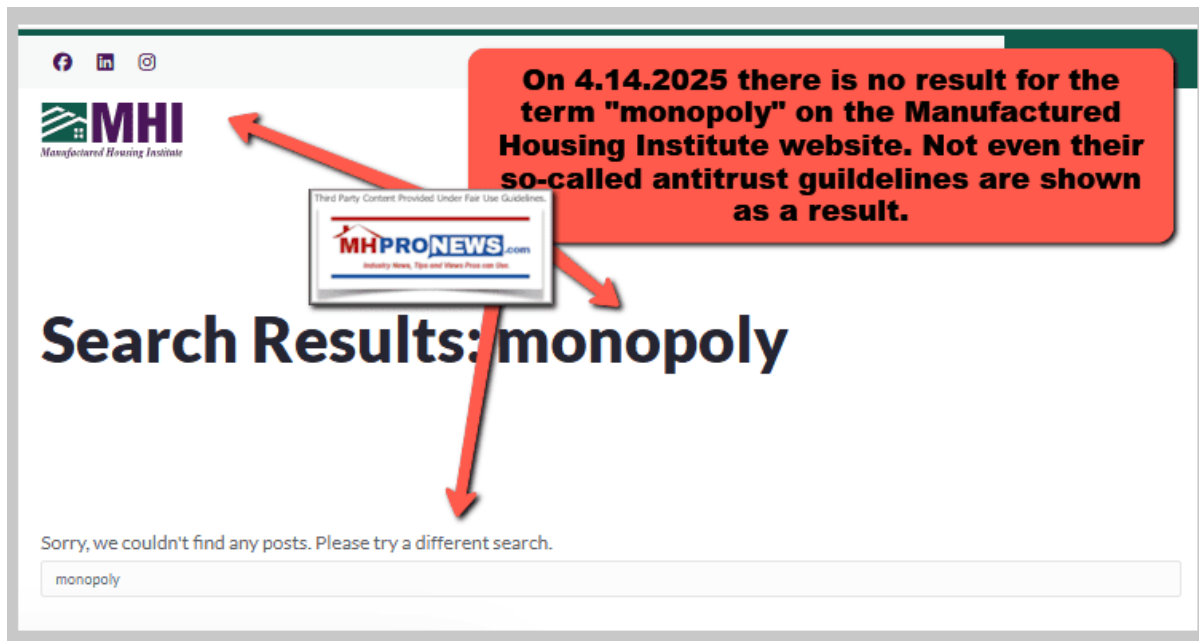 On 4.14.2025 there is no result for the
term "monopoly" on the Manufactured
Housing Institute website. Not even their
so-called antitrust guildelines are shown
as a result.
MHI
Manufactured Housing Institute
Third Party Content Provided Under Fair Use Guidelines.
MHPRONEWS.com
Industry News, Tips and Views Pros can Use.
Search Results: monopoly
Sorry, we couldn't find any posts. Please try a different search.
monopoly